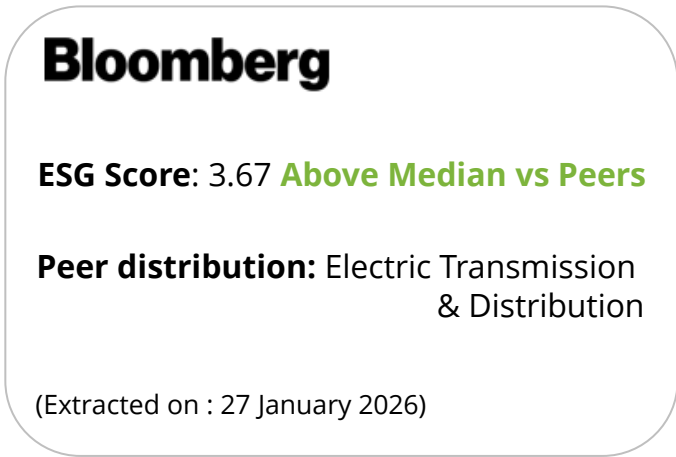 Bloomberg
ESG Score: 3.67 Above Median vs Peers
Peer distribution: Electric Transmission
& Distribution
(Extracted on : 27 January 2026)